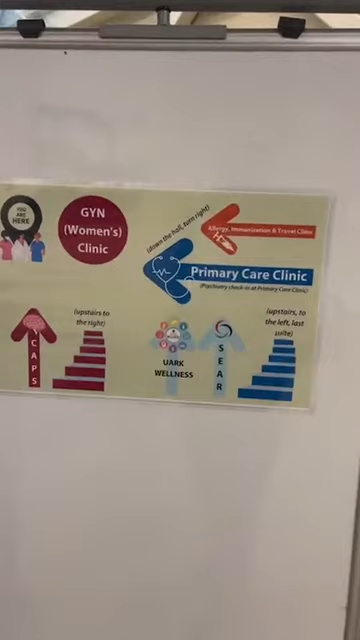 YOU
ARE
HERE
GYN
(Women's)
Clinic
(down the hall, turn right)
Allergy, Immunization & Travel Clinic
Primary Care Clinic
(Psychiatry check-in at Primary Care Clinic)
CAPS
(upstairs to
the right)
UARK
WELLNESS
SEAR
(upstairs, to
the left, last
suite)